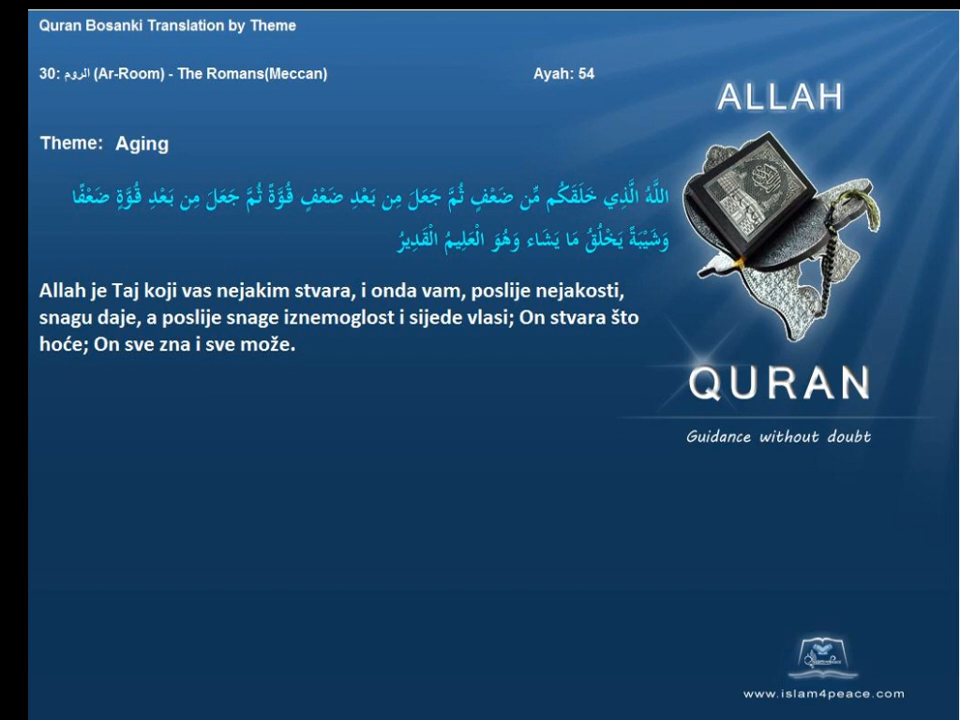 Quran Bosanki Translation by Theme
30: الروم (Ar-Room) - The Romans(Meccan) Ayah: 54
Theme: Aging
اللَّهُ الَّذِي خَلَقَكُم مِّن ضَعْفٍ ثُمَّ جَعَلَ مِن بَعْدِ ضَعْفٍ قُوَّةً ثُمَّ جَعَلَ مِن بَعْدِ قُوَّةٍ ضَعْفًا
وَشَيْبَةً يَخْلُقُ مَا يَشَاء وَهُوَ الْعَلِيمُ الْقَدِيرُ
Allah je Taj koji vas nejakim stvara, i onda vam, poslije nejakosti,
snagu daje, a poslije snage iznemoglost i sijede vlasi; On stvara što
hoće; On sve zna i sve može.
ALLAH
QURAN
Guidance without doubt
www.islam4peace.com